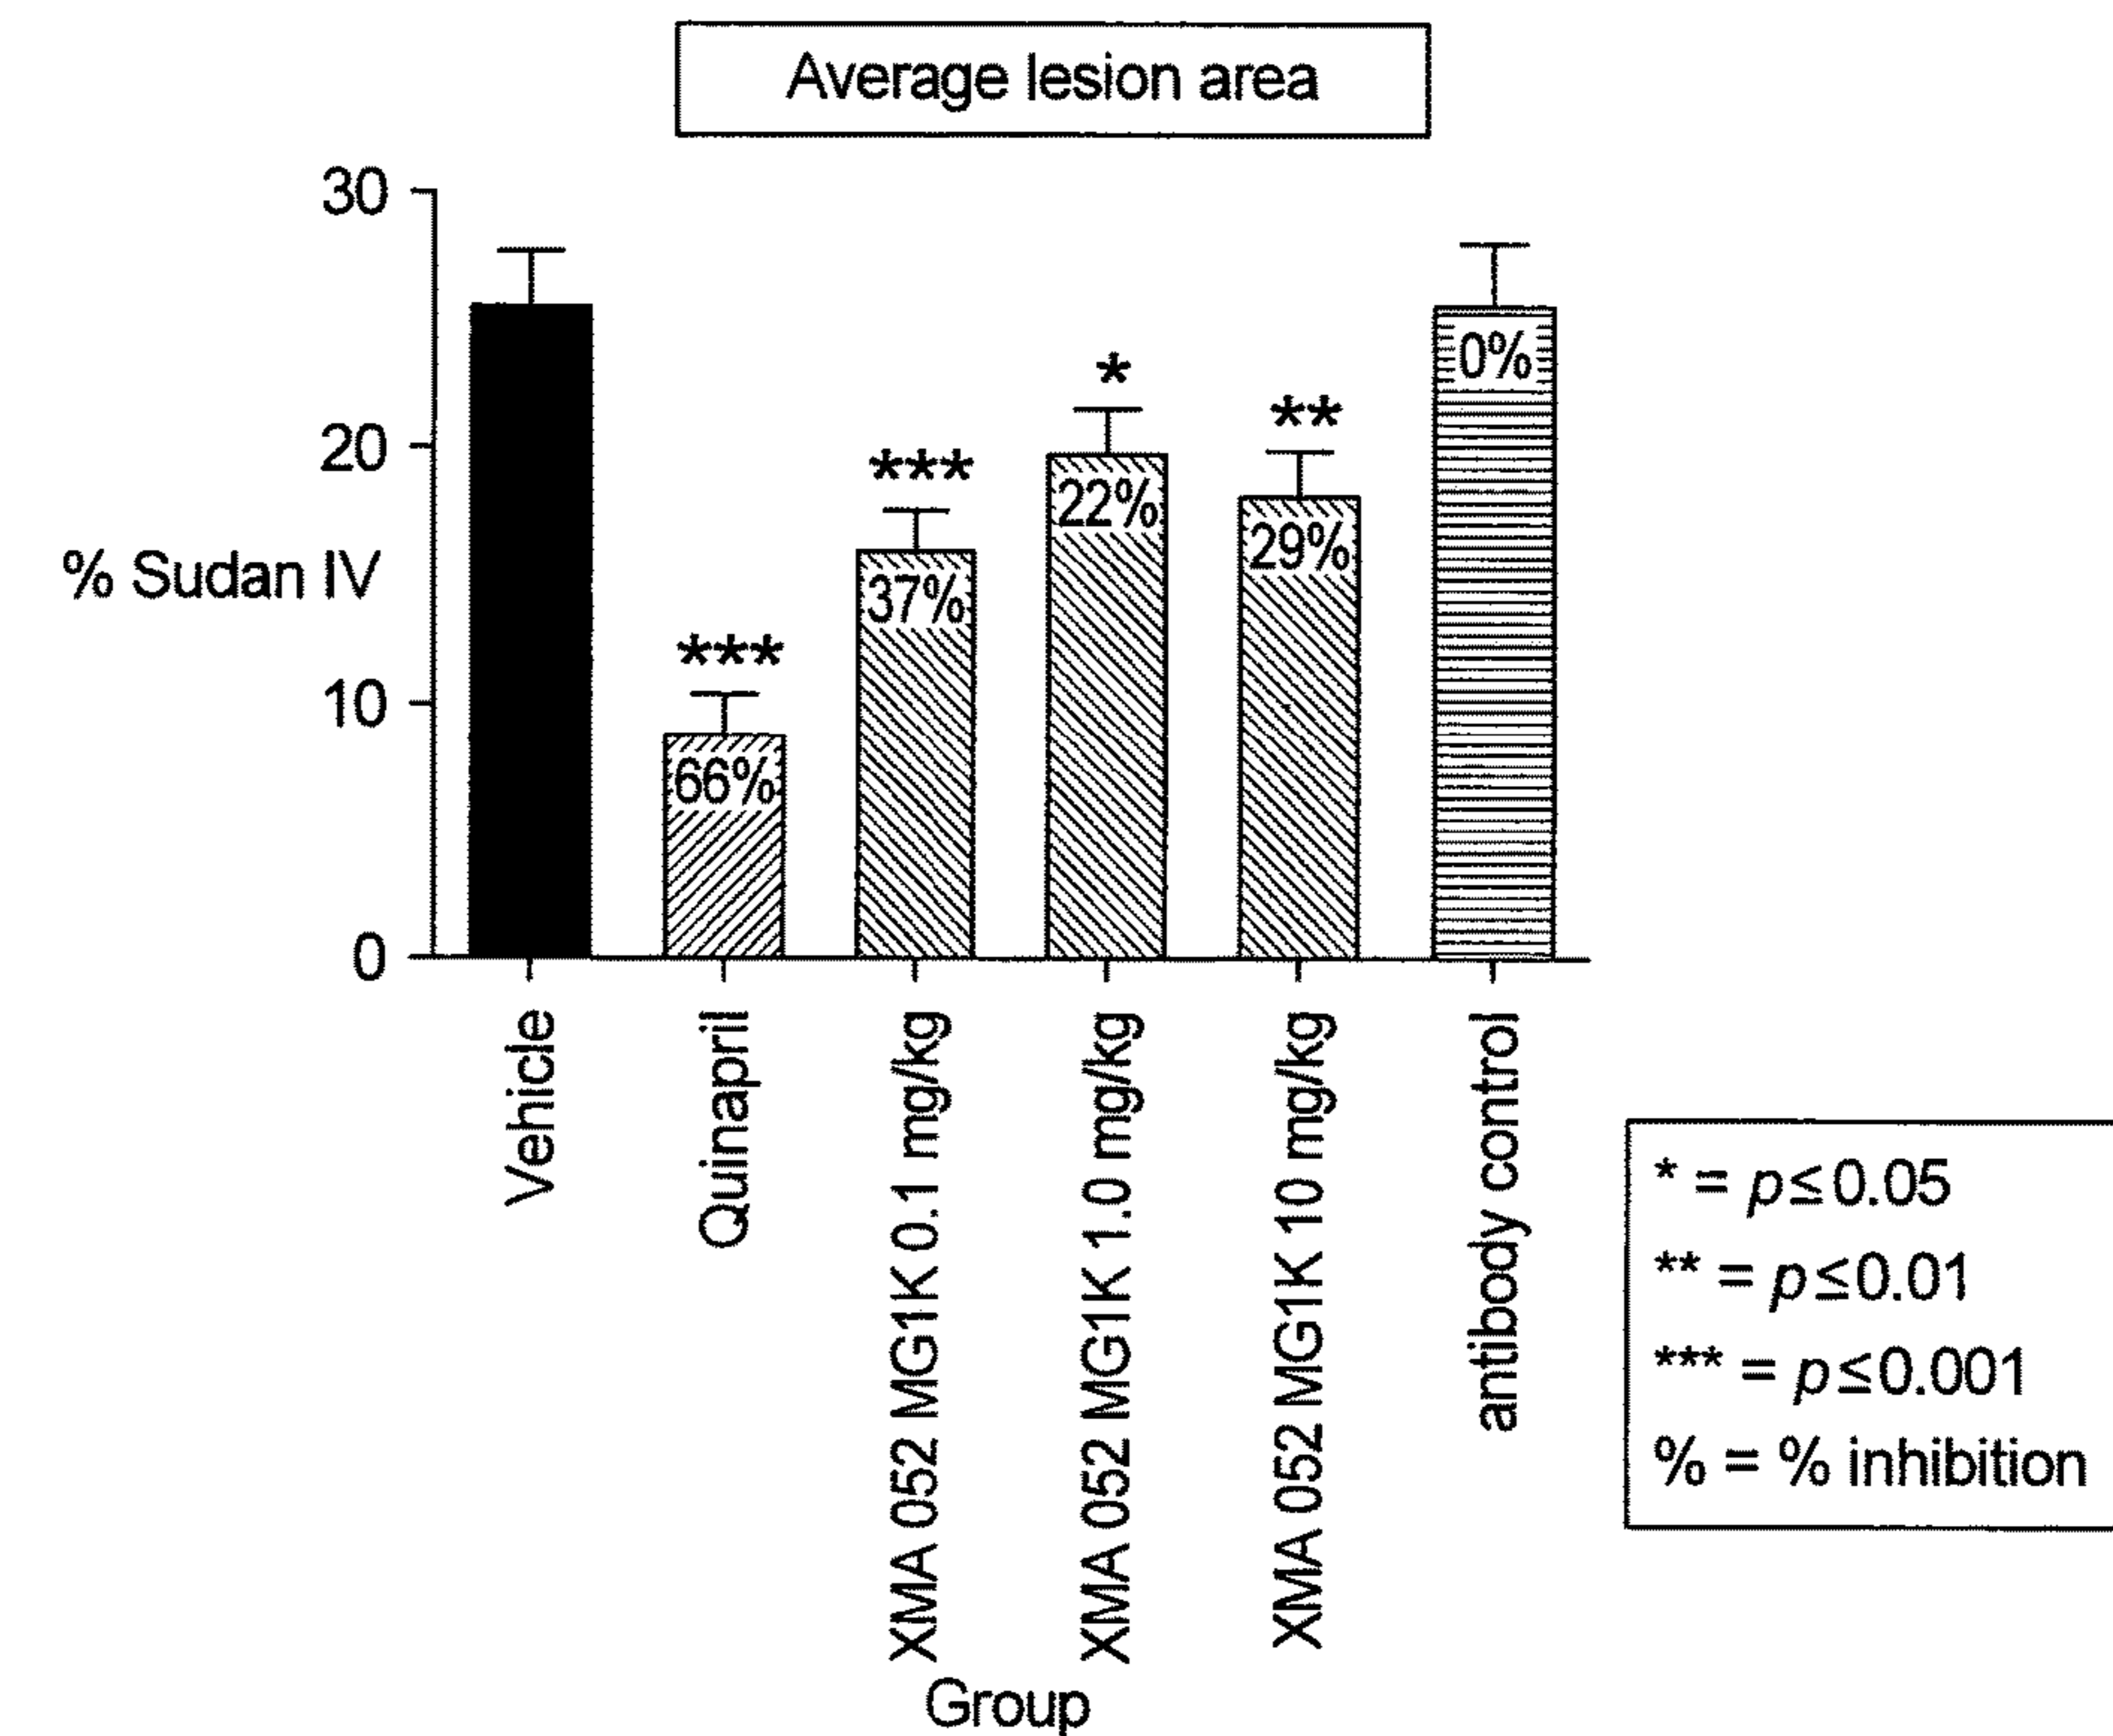 Average lesion area
30
20
10
0
% Sudan IV
***
66%
***
37%
*
22%
**
29%
0%
Vehicle
Quinapril
XMA 052 MG1K 0.1 mg/kg
XMA 052 MG1K 1.0 mg/kg
XMA 052 MG1K 10 mg/kg
antibody control
Group
* = p≤0.05
** = p≤0.01
*** = p≤0.001
% = % inhibition